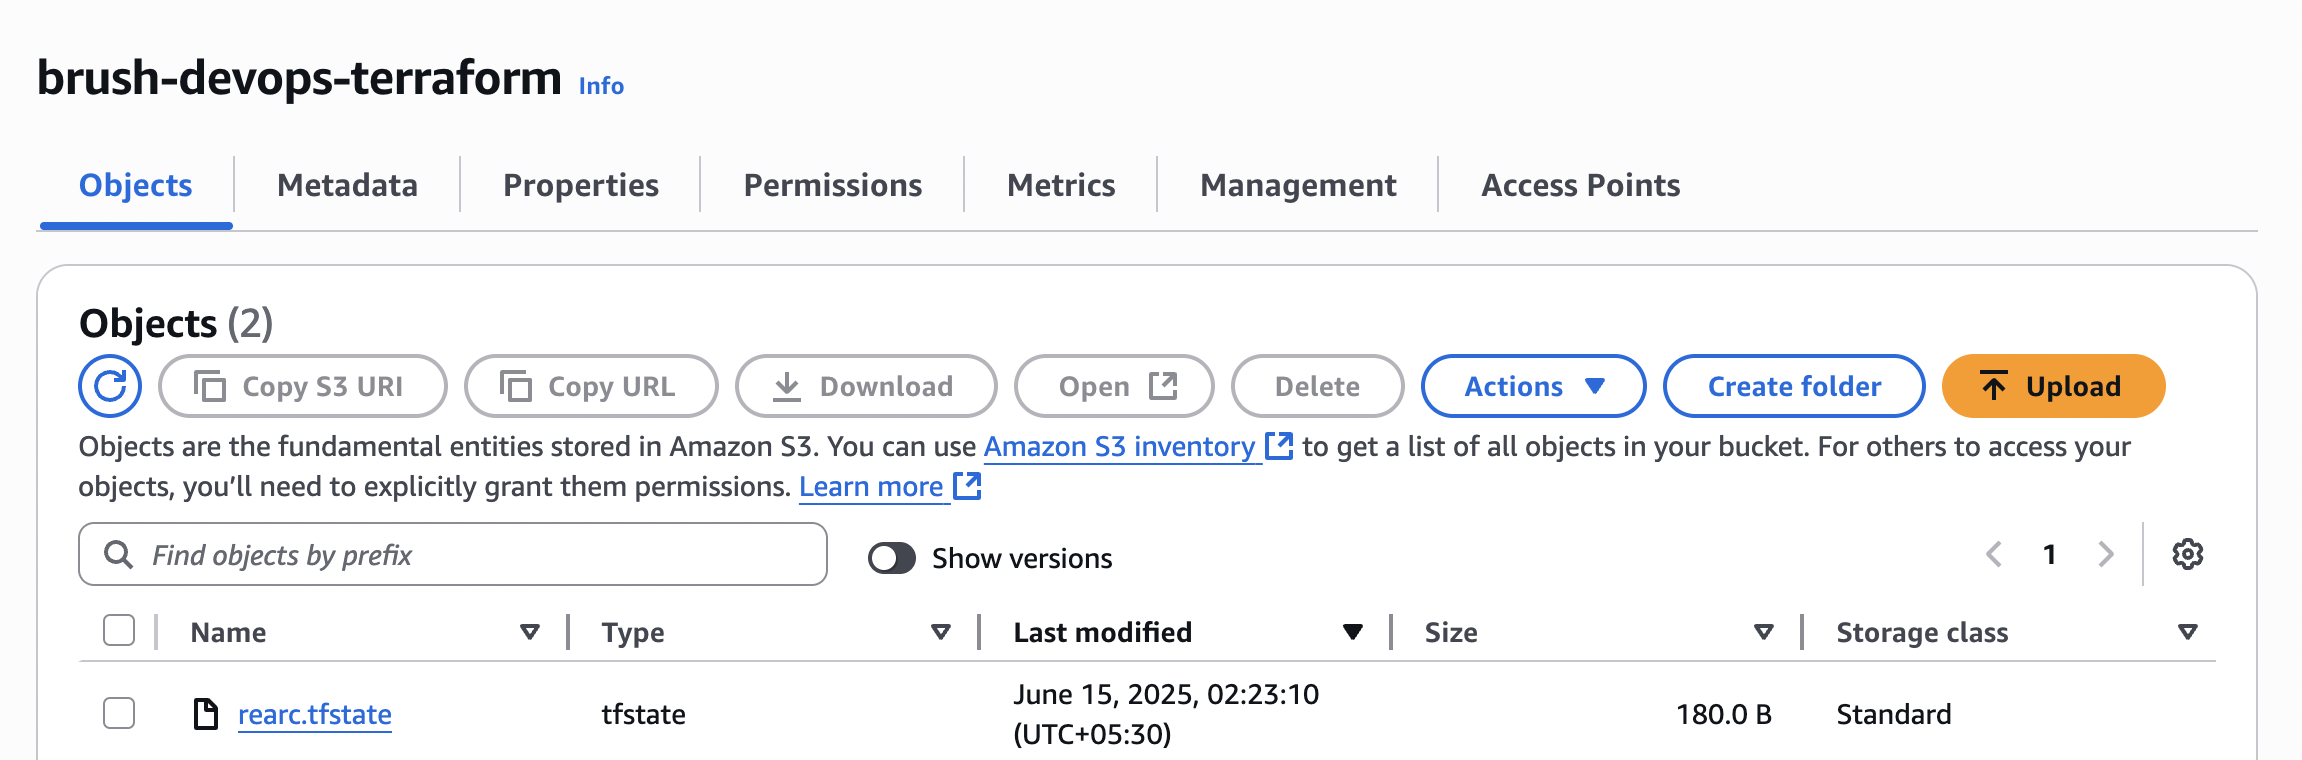 brush-devops-terraform Info
Objects Metadata Properties Permissions Metrics Management Access Points
Objects (2)
Copy S3 URI Copy URL Download Open Delete Actions Create folder Upload
Objects are the fundamental entities stored in Amazon S3. You can use Amazon S3 inventory to get a list of all objects in your bucket. For others to access your
objects, you’ll need to explicitly grant them permissions. Learn more
Find objects by prefix Show versions 1
Name Type Last modified Size Storage class
rearc.tfstate tfstate June 15, 2025, 02:23:10 180.0 B Standard
(UTC+05:30)